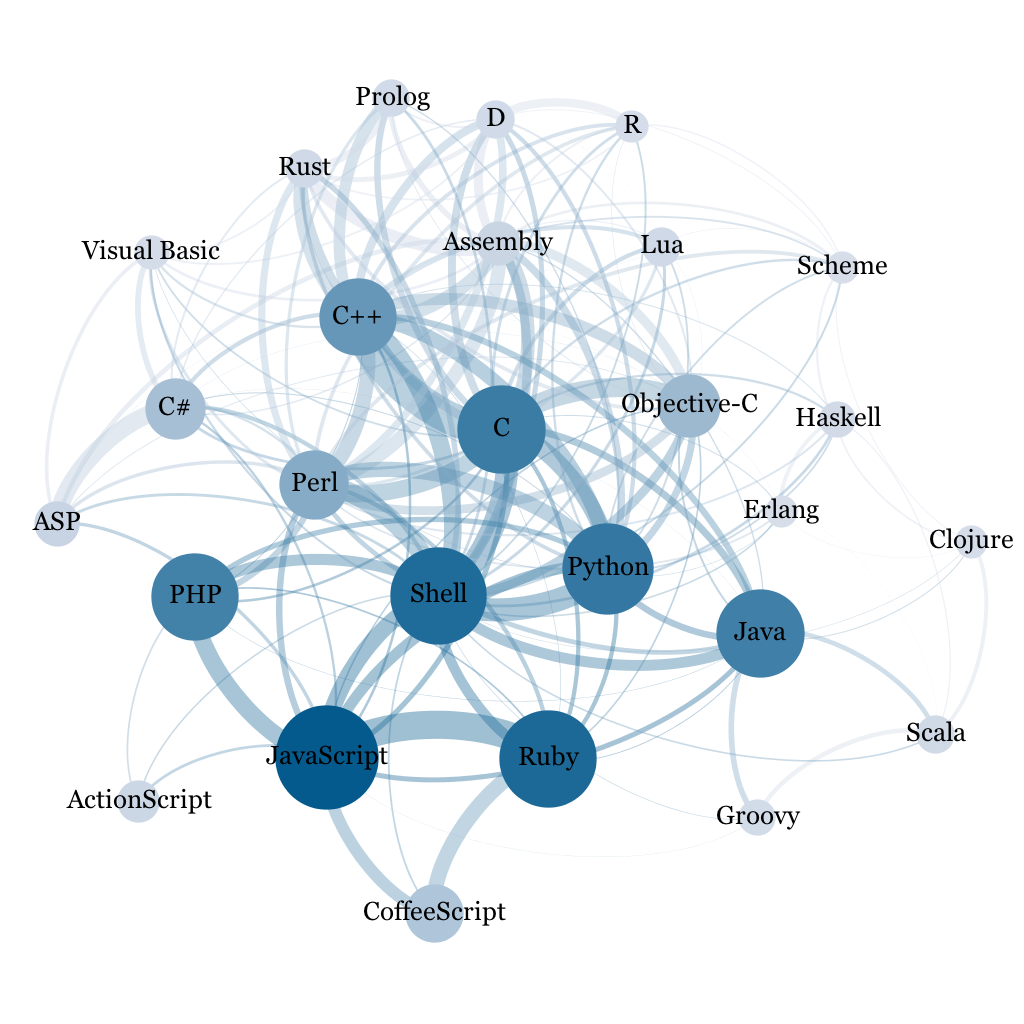 Prolog
D
R
Rust
Assembly
Lua
Visual Basic
Scheme
C++
C#
Objective-C
Haskell
C
Perl
ASP
Erlang
Clojure
PHP
Shell
Python
Java
Scala
JavaScript
Ruby
ActionScript
Groovy
CoffeeScript